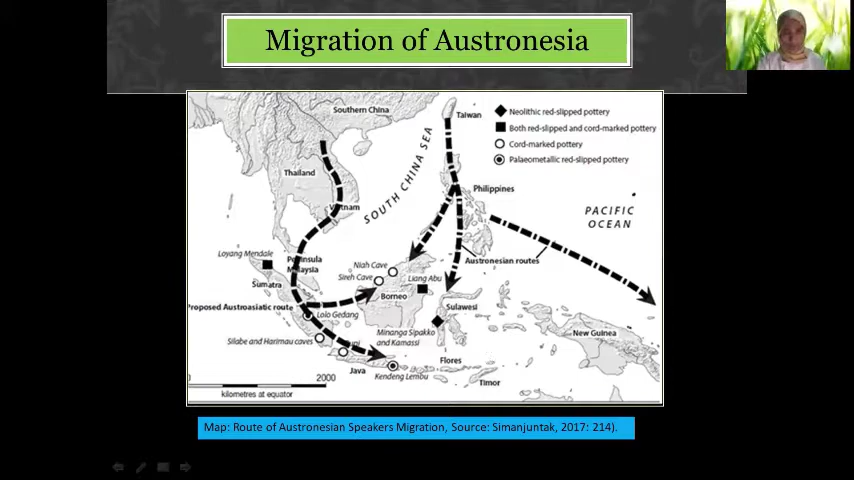 Migration of Austronesia
Southern China
Taiwan
Neolithic red-slipped pottery
Both red-slipped and cord-marked pottery
Cord-marked pottery
Palaeometallic red-slipped pottery
Thailand
Vietnam
SOUTH CHINA SEA
Philippines
PACIFIC
OCEAN
Loyang Mendale
Peninsula
Malaysia
Niah Cave
Sireh Cave
Liang Abu
Austronesian routes
Sumatra
Borneo
Proposed Austroasiatic route
Lolo Gedang
Sulawesi
Minanga Sipakko
and Kamassi
New Guinea
Silabe and Harimau caves
Java
Kendeng Lembu
Flores
Timor
0 2000
kilometres at equator
Map: Route of Austronesian Speakers Migration, Source: Simanjuntak, 2017: 214).